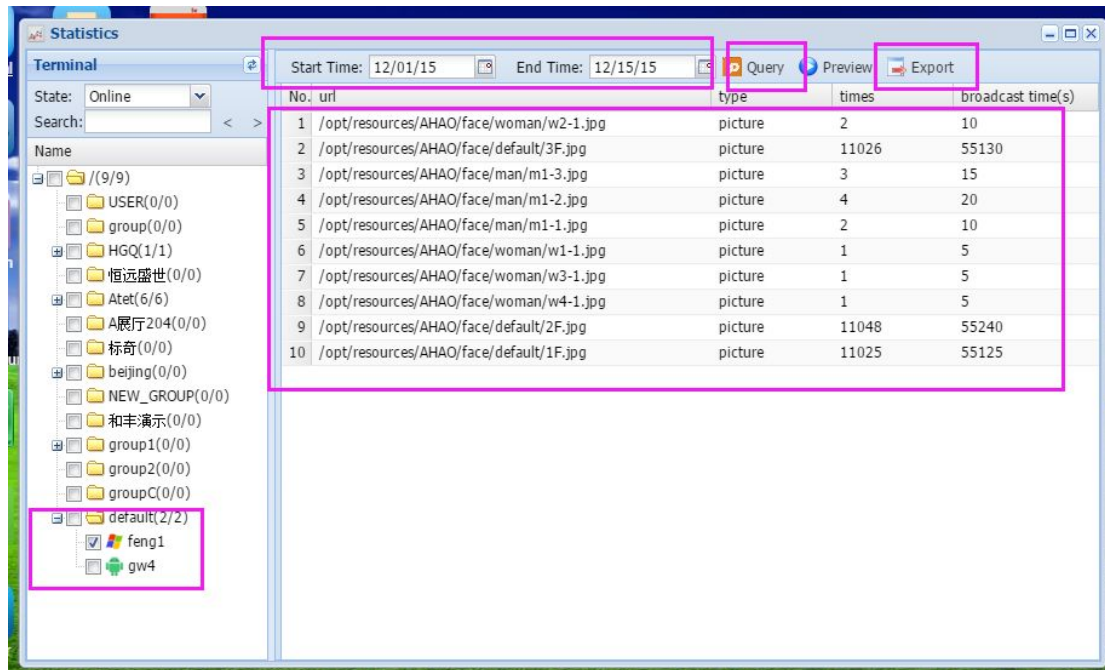 Statistics
Terminal
Start Time: 12/01/15 End Time: 12/15/15 Query Preview Export
State: Online
Search: < >
Name
/(9/9)
USER(0/0)
group(0/0)
HGQ(1/1)
恒远盛世(0/0)
Atet(6/6)
A展厅204(0/0)
标奇(0/0)
beijing(0/0)
NEW_GROUP(0/0)
和丰演示(0/0)
group1(0/0)
group2(0/0)
groupC(0/0)
default(2/2)
feng1
gw4
No. url type times broadcast time(s)
1 /opt/resources/AHAO/face/woman/w2-1.jpg picture 2 10
2 /opt/resources/AHAO/face/default/3F.jpg picture 11026 55130
3 /opt/resources/AHAO/face/man/m1-3.jpg picture 3 15
4 /opt/resources/AHAO/face/man/m1-2.jpg picture 4 20
5 /opt/resources/AHAO/face/man/m1-1.jpg picture 2 10
6 /opt/resources/AHAO/face/woman/w1-1.jpg picture 1 5
7 /opt/resources/AHAO/face/woman/w3-1.jpg picture 1 5
8 /opt/resources/AHAO/face/woman/w4-1.jpg picture 1 5
9 /opt/resources/AHAO/face/default/2F.jpg picture 11048 55240
10 /opt/resources/AHAO/face/default/1F.jpg picture 11025 55125